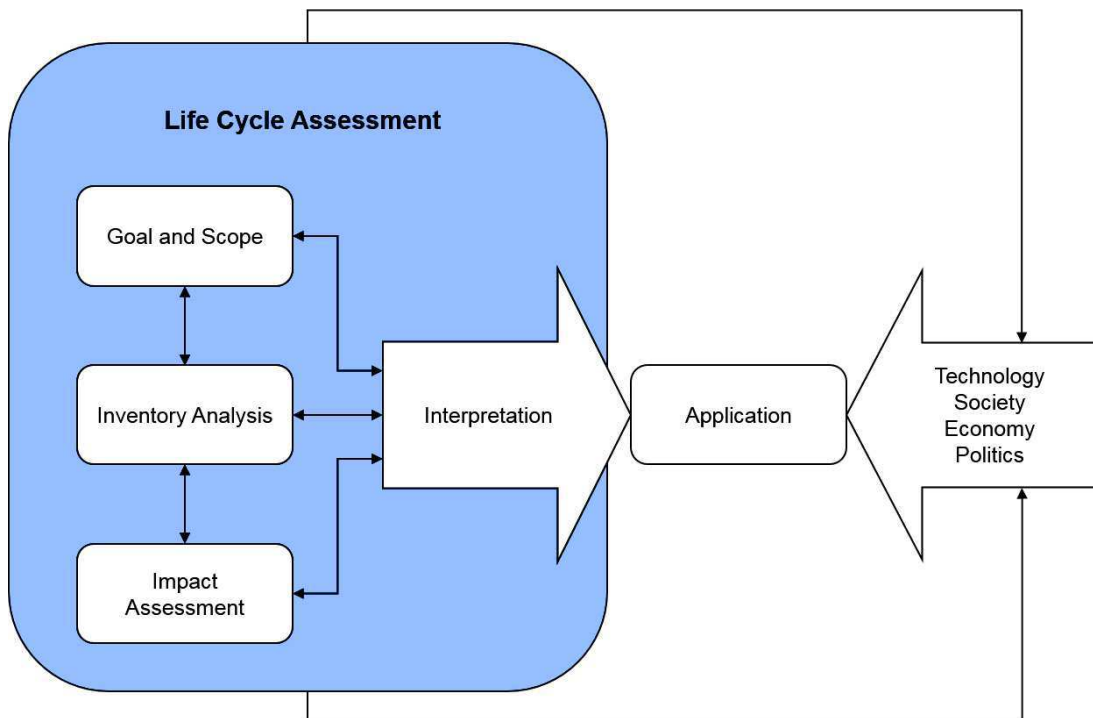 Life Cycle Assessment
Goal and Scope
Inventory Analysis
Impact
Assessment
Interpretation
Application
Technology
Society
Economy
Politics